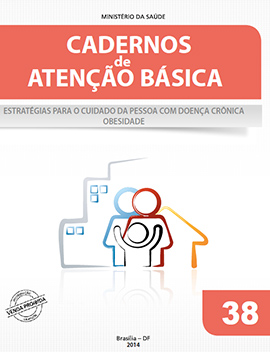 MINISTÉRIO DA SAÚDE
CADERNOS
de
ATENÇÃO BÁSICA
ESTRATÉGIAS PARA O CUIDADO DA PESSOA COM DOENÇA CRÔNICA
OBESIDADE
VENDA PROIBIDA
38
Brasília – DF
2014